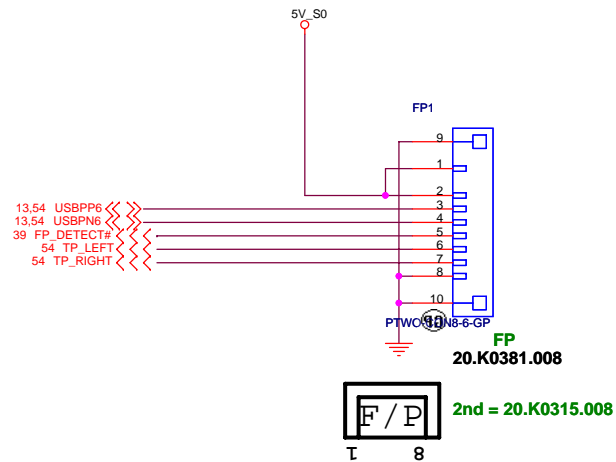 5V_S0
FP1
9
1
2
13,54 USBPP6 3
13,54 USBPN6 4
39 FP_DETECT# 5
54 TP_LEFT 6
54 TP_RIGHT 7
8
10
FP
20.K0381.008
F/P
2nd = 20.K0315.008
1 8